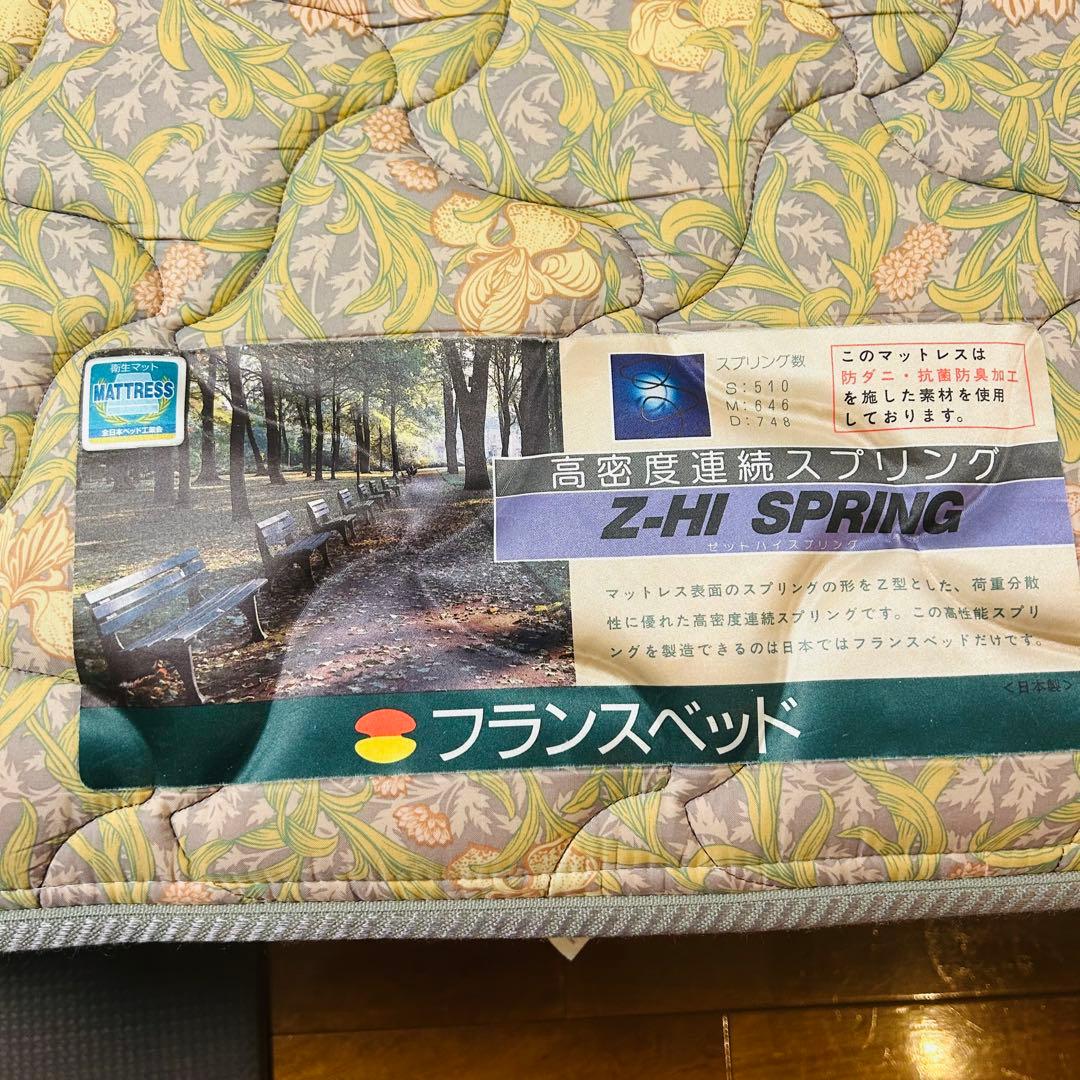 衛生マット
MATTRESS
全日本ベッド工業会
スプリング数
S:510
M:646
D:748
このマットレスは
防ダニ・抗菌防臭加工
を施した素材を使用
しております。
高密度連続スプリング
Z-HI SPRING
ゼットハイスプリング
マットレス表面のスプリングの形をZ型とした、荷重分散
性に優れた高密度連続スプリングです。この高性能スプリ
ングを製造できるのは日本ではフランスベッドだけです。
<日本製>
フランスベッド